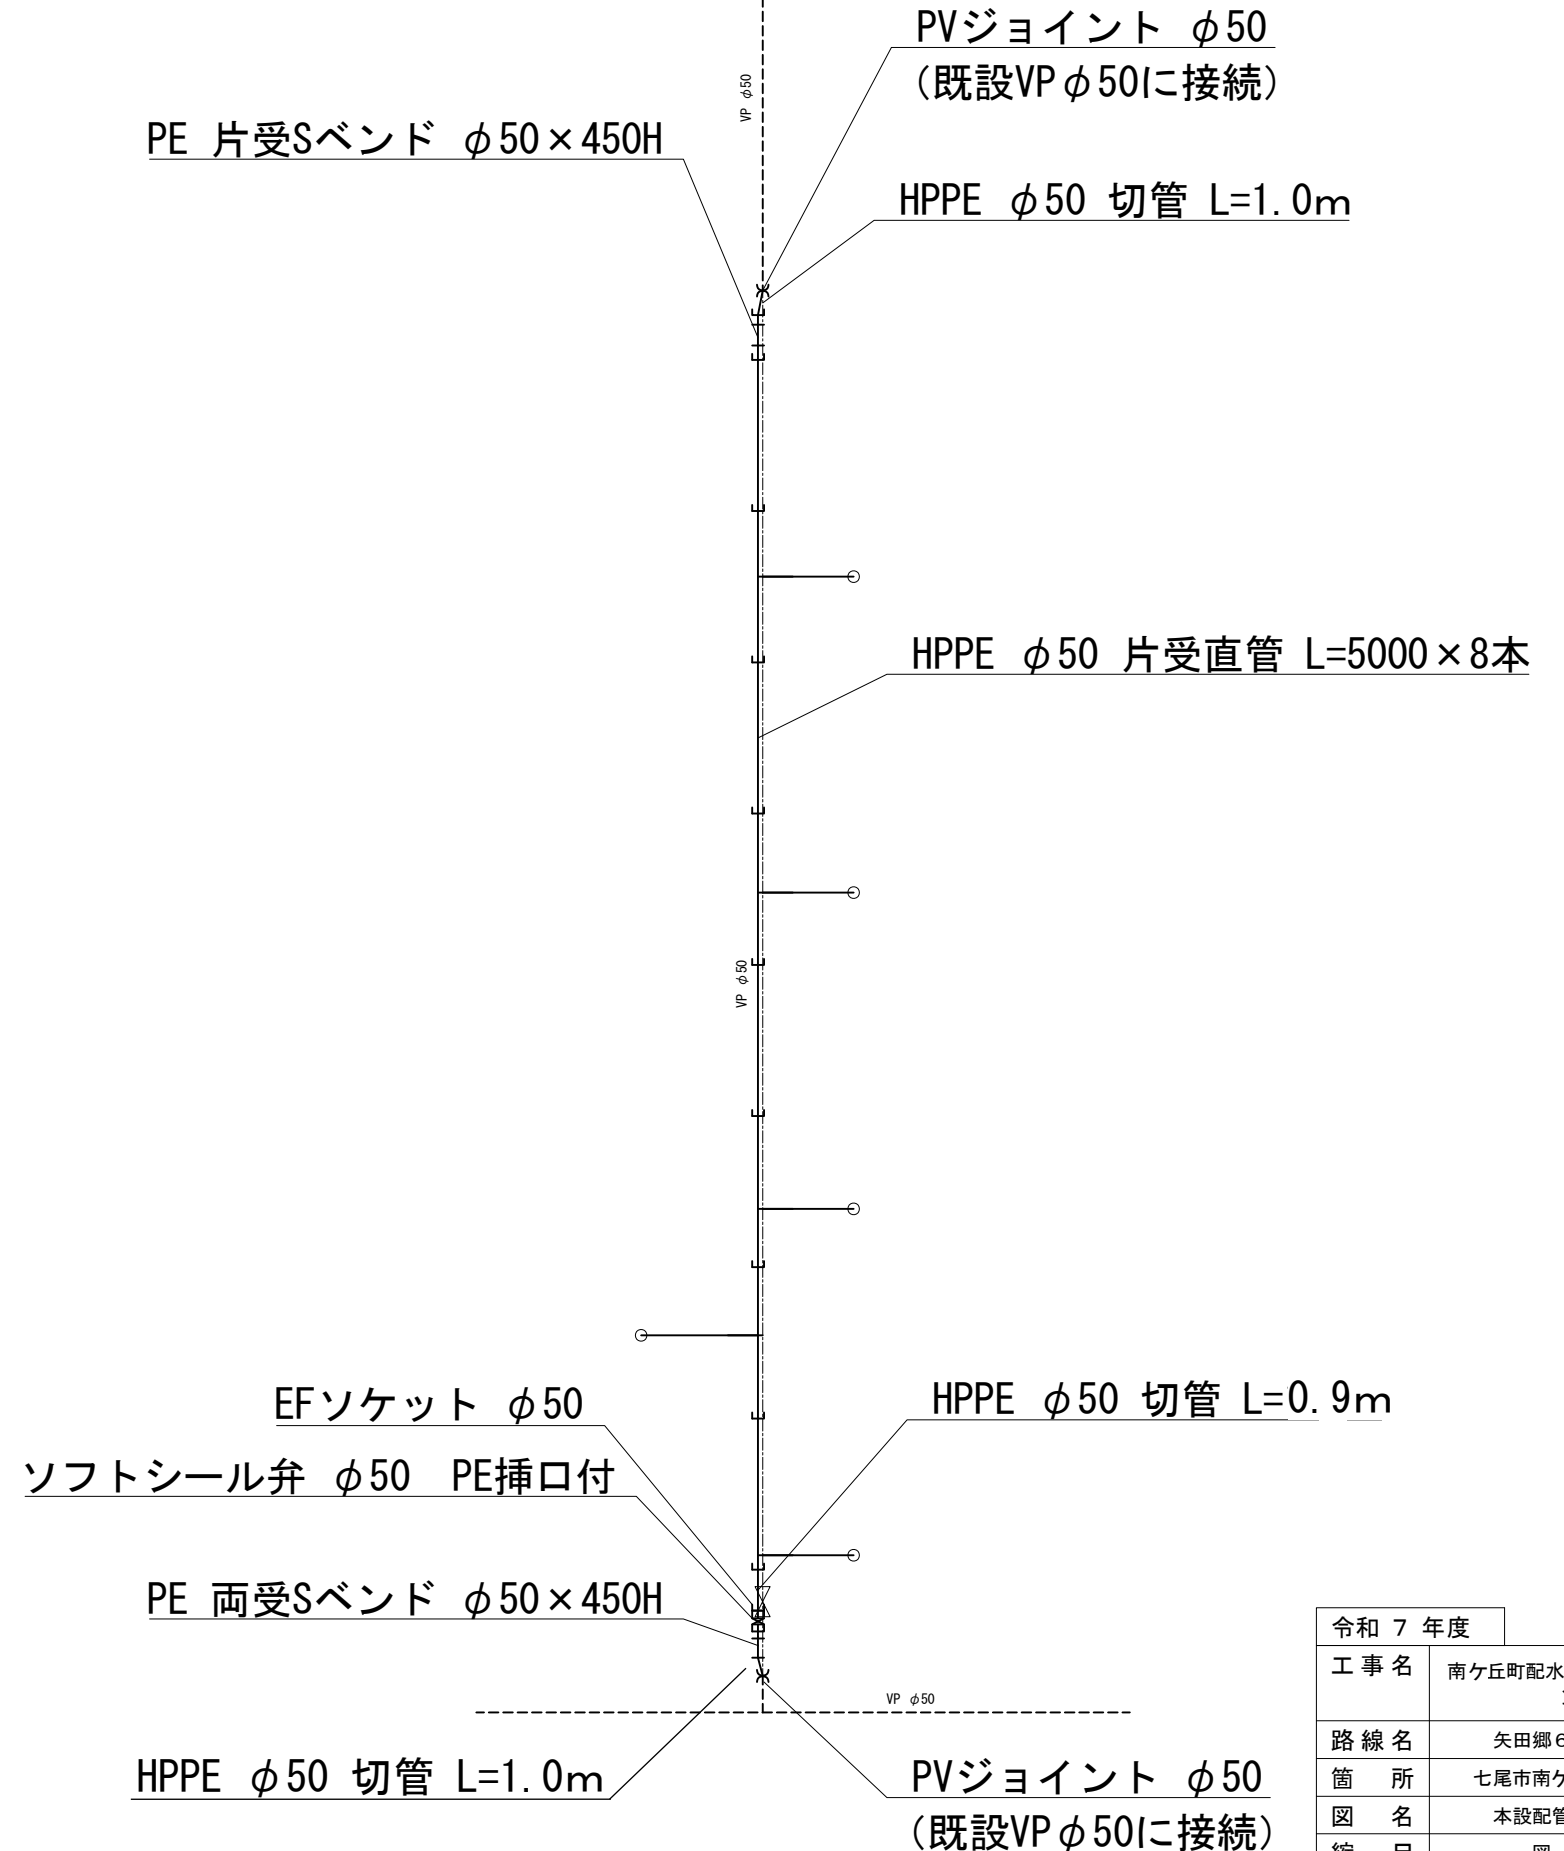 PVジョイント φ50
(既設VPφ50に接続)
VP φ50
PE 片受Sベンド φ50×450H
HPPE φ50 切管 L=1.0m
HPPE φ50 片受直管 L=5000×8本
VP φ50
EFソケット φ50
HPPE φ50 切管 L=0.9m
ソフトシール弁 φ50 PE挿口付
PE 両受Sベンド φ50×450H
VP φ50
HPPE φ50 切管 L=1.0m
PVジョイント φ50
(既設VPφ50に接続)
令和 7 年度
工事名 南ケ丘町配水
路線名 矢田郷6
箇 所 七尾市南ケ
図 名 本設配管